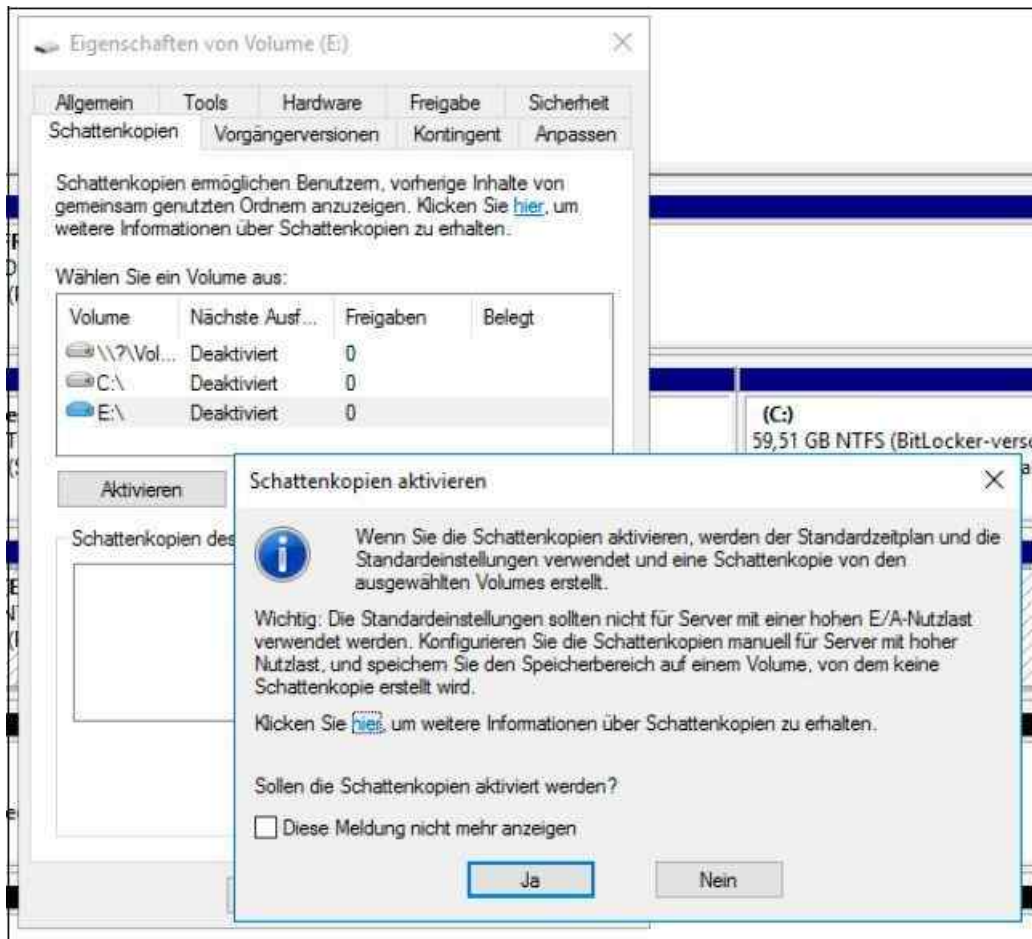 Eigenschaften von Volume (E:)
Allgemein Tools Hardware Freigabe Sicherheit
Schattenkopien Vorgängerversionen Kontingent Anpassen
Schattenkopien ermöglichen Benutzern, vorherige Inhalte von
gemeinsam genutzten Ordnern anzuzeigen. Klicken Sie hier, um
weitere Informationen über Schattenkopien zu erhalten.
Wählen Sie ein Volume aus:
Volume Nächste Ausf... Freigaben Belegt
\\?\Vol... Deaktiviert 0
C:\ Deaktiviert 0
E:\ Deaktiviert 0
(C:)
59,51 GB NTFS (BitLocker-versc
Aktivieren
Schattenkopien des
Schattenkopien aktivieren
Wenn Sie die Schattenkopien aktivieren, werden der Standardzeitplan und die
Standardeinstellungen verwendet und eine Schattenkopie von den
ausgewählten Volumes erstellt.
Wichtig: Die Standardeinstellungen sollten nicht für Server mit einer hohen E/A-Nutzlast
verwendet werden. Konfigurieren Sie die Schattenkopien manuell für Server mit hoher
Nutzlast, und speichern Sie den Speicherbereich auf einem Volume, von dem keine
Schattenkopie erstellt wird.
Klicken Sie hier, um weitere Informationen über Schattenkopien zu erhalten.
Sollen die Schattenkopien aktiviert werden?
Diese Meldung nicht mehr anzeigen
Ja Nein